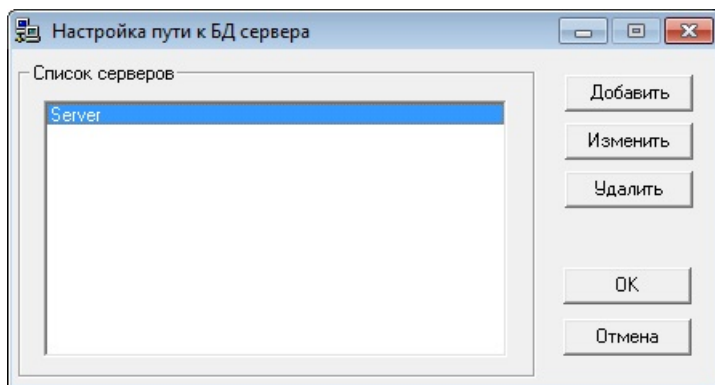 Настройка пути к БД сервера
Список серверов
Server
Добавить
Изменить
Удалить
OK
Отмена